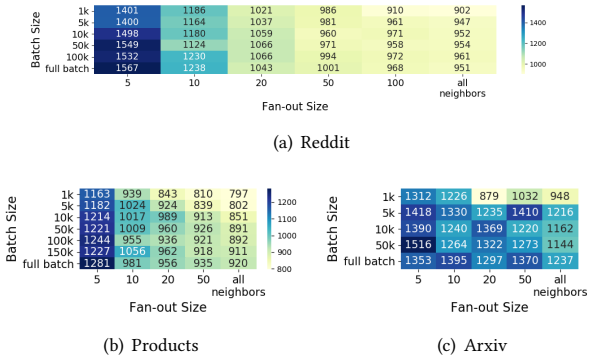 Batch Size
1k 1401 1186 1021 986 910 902
5k 1400 1164 1037 981 961 947
10k 1498 1180 1059 960 971 952
50k 1549 1124 1066 971 958 954
100k 1532 1230 1066 994 972 961
full batch 1567 1238 1043 1001 968 951
5 10 20 50 100 all
neighbors
Fan-out Size
1400
1200
1000
(a) Reddit
Batch Size
1k 1163 939 843 810 797
5k 1182 1024 924 839 802
10k 1214 1017 989 913 851
50k 1221 1009 960 926 891
100k 1244 955 936 921 892
150k 1227 1056 962 918 911
full batch 1281 981 956 935 920
5 10 20 50 all
neighbors
Fan-out Size
1200
1100
1000
900
800
(b) Products
Batch Size
1k 1312 1226 879 1032 948
5k 1418 1330 1235 1410 1216
10k 1390 1240 1369 1220 1162
50k 1516 1264 1322 1273 1144
full batch 1353 1395 1297 1370 1237
5 10 20 50 all
neighbors
Fan-out Size
1400
1200
1000
(c) Arxiv